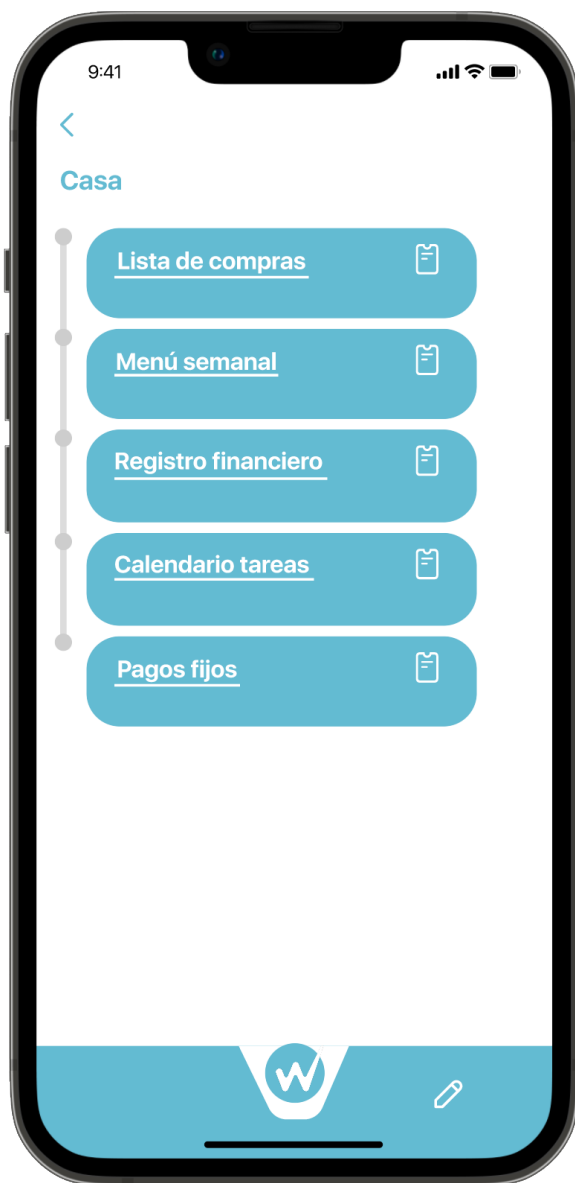 9:41
Casa
Lista de compras
Menú semanal
Registro financiero
Calendario tareas
Pagos fijos
W